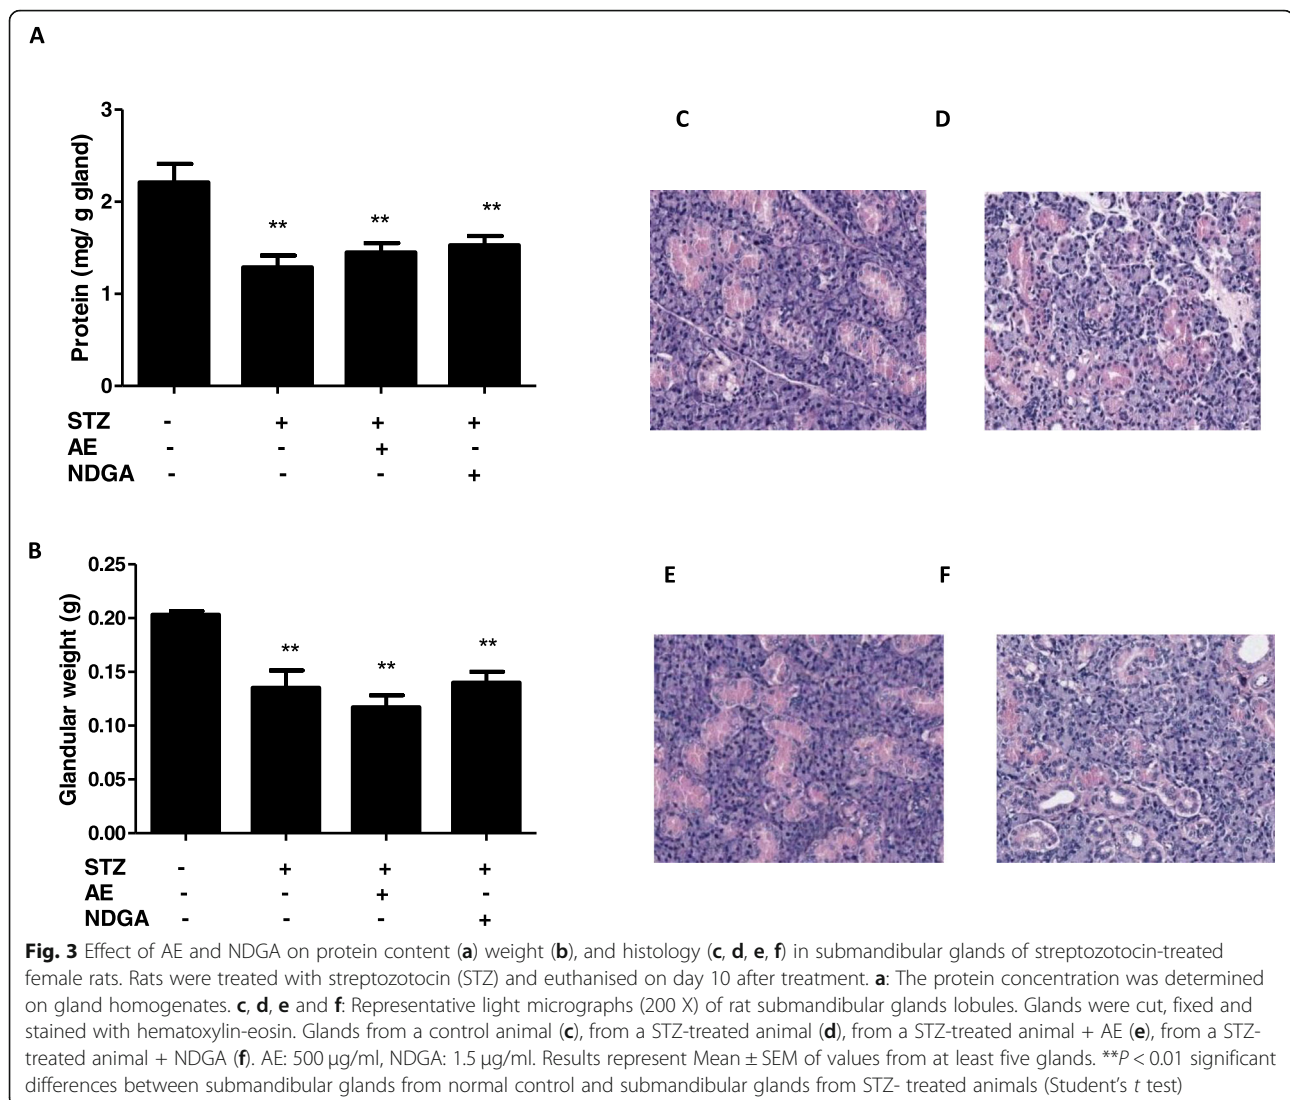 A
Protein (mg/ g gland)
3
2
1
0
**
**
**
STZ - + + +
AE - - + -
NDGA - - - +
C
D
B
Glandular weight (g)
0.25
0.20
0.15
0.10
0.05
0.00
**
**
**
STZ - + + +
AE - - + -
NDGA - - - +
E
F
Fig. 3 Effect of AE and NDGA on protein content (a) weight (b), and histology (c, d, e, f) in submandibular glands of streptozotocin-treated
female rats. Rats were treated with streptozotocin (STZ) and euthanised on day 10 after treatment. a: The protein concentration was determined
on gland homogenates. c, d, e and f: Representative light micrographs (200 X) of rat submandibular glands lobules. Glands were cut, fixed and
stained with hematoxylin-eosin. Glands from a control animal (c), from a STZ-treated animal (d), from a STZ-treated animal + AE (e), from a STZ-
treated animal + NDGA (f). AE: 500 μg/ml, NDGA: 1.5 μg/ml. Results represent Mean ± SEM of values from at least five glands. **P < 0.01 significant
differences between submandibular glands from normal control and submandibular glands from STZ- treated animals (Student's t test)